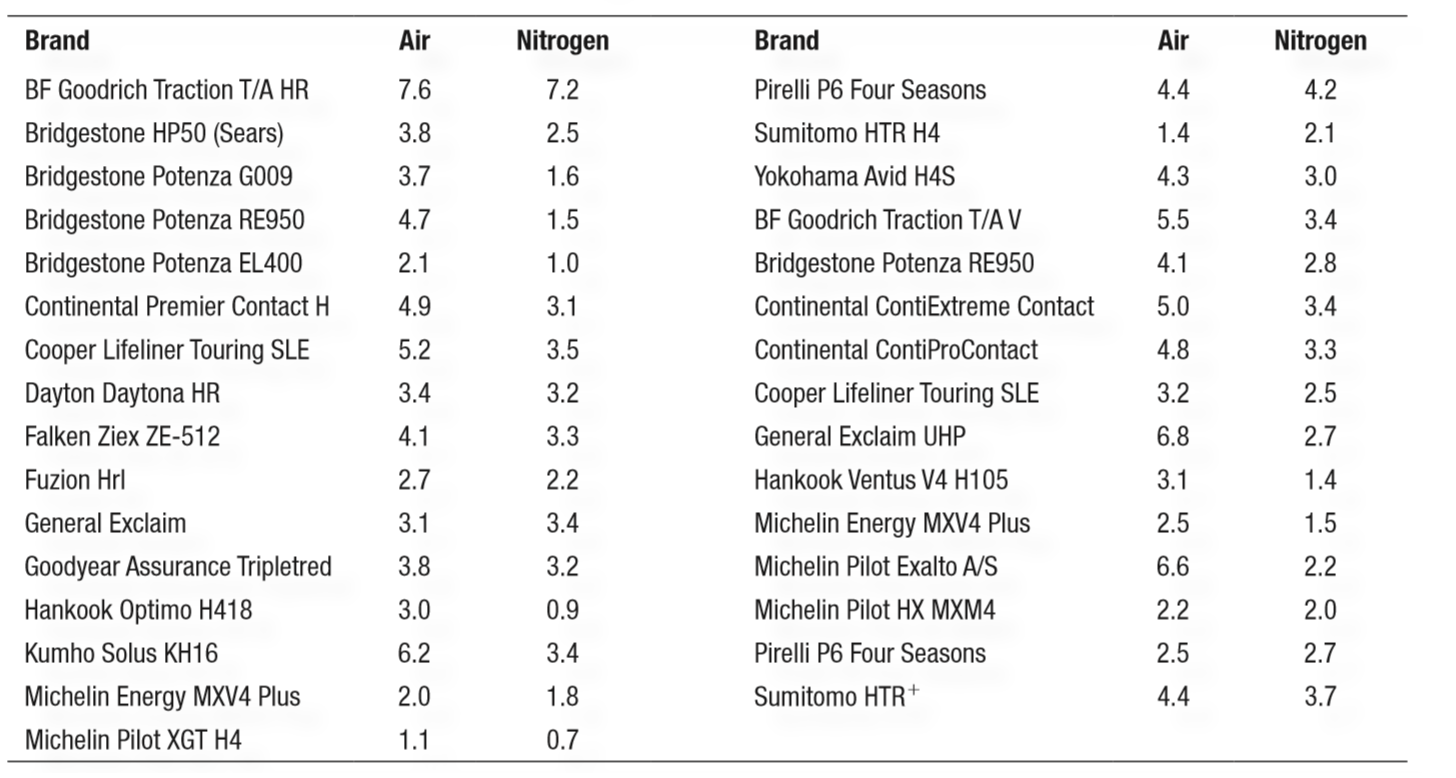 Brand Air Nitrogen Brand Air Nitrogen
BF Goodrich Traction T/A HR 7.6 7.2 Pirelli P6 Four Seasons 4.4 4.2
Bridgestone HP50 (Sears) 3.8 2.5 Sumitomo HTR H4 1.4 2.1
Bridgestone Potenza G009 3.7 1.6 Yokohama Avid H4S 4.3 3.0
Bridgestone Potenza RE950 4.7 1.5 BF Goodrich Traction T/A V 5.5 3.4
Bridgestone Potenza EL400 2.1 1.0 Bridgestone Potenza RE950 4.1 2.8
Continental Premier Contact H 4.9 3.1 Continental ContiExtreme Contact 5.0 3.4
Cooper Lifeliner Touring SLE 5.2 3.5 Continental ContiProContact 4.8 3.3
Dayton Daytona HR 3.4 3.2 Cooper Lifeliner Touring SLE 3.2 2.5
Falken Ziex ZE-512 4.1 3.3 General Exclaim UHP 6.8 2.7
Fuzion Hrl 2.7 2.2 Hankook Ventus V4 H105 3.1 1.4
General Exclaim 3.1 3.4 Michelin Energy MXV4 Plus 2.5 1.5
Goodyear Assurance Tripletred 3.8 3.2 Michelin Pilot Exalto A/S 6.6 2.2
Hankook Optimo H418 3.0 0.9 Michelin Pilot HX MXM4 2.2 2.0
Kumho Solus KH16 6.2 3.4 Pirelli P6 Four Seasons 2.5 2.7
Michelin Energy MXV4 Plus 2.0 1.8 Sumitomo HTR⁺ 4.4 3.7
Michelin Pilot XGT H4 1.1 0.7